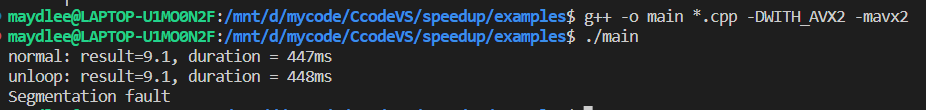 maydlee@LAPTOP-U1MO0N2F:/mnt/d/mycode/CcodeVS/speedup/examples$ g++ -o main *.cpp -DWITH_AVX2 -mavx2
maydlee@LAPTOP-U1MO0N2F:/mnt/d/mycode/CcodeVS/speedup/examples$ ./main
normal: result=9.1, duration = 447ms
unloop: result=9.1, duration = 448ms
Segmentation fault